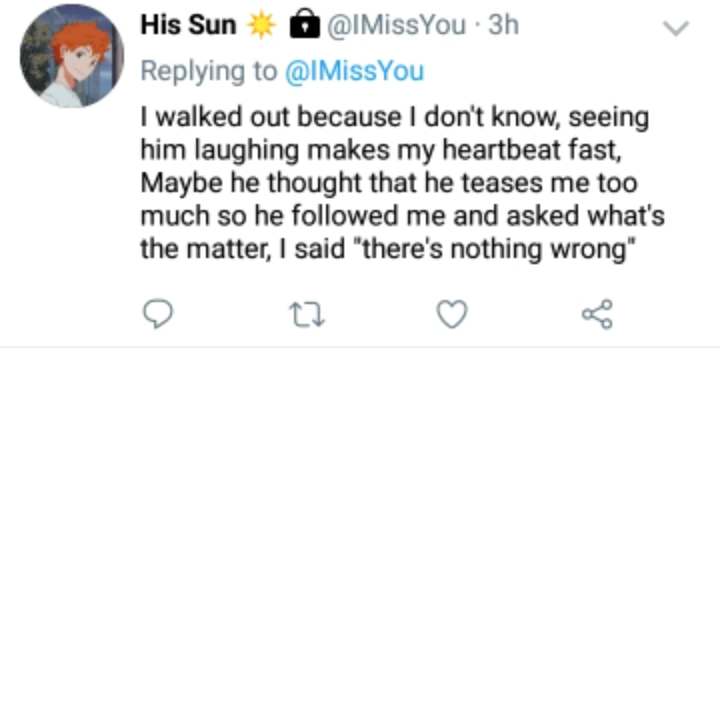 His Sun ☀️ 🔒 @IMissYou · 3h
Replying to @IMissYou
I walked out because I don't know, seeing
him laughing makes my heartbeat fast,
Maybe he thought that he teases me too
much so he followed me and asked what's
the matter, I said "there's nothing wrong"